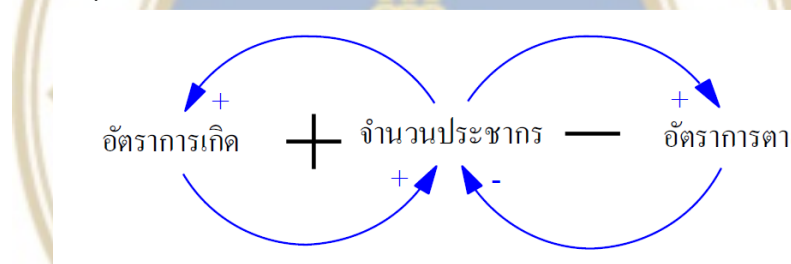 + +
อัตราการเกิด + จำนวนประชากร — อัตราการตา
+ -